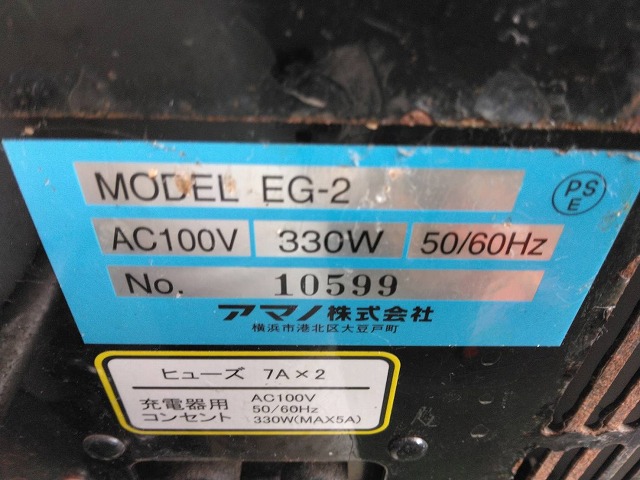 MODEL EG-2
PS
E
AC100V 330W 50/60Hz
No. 10599
アマノ株式会社
横浜市港北区大豆戸町
ヒューズ 7A×2
充電器用
コンセント
AC100V
50/60Hz
330W(MAX5A)